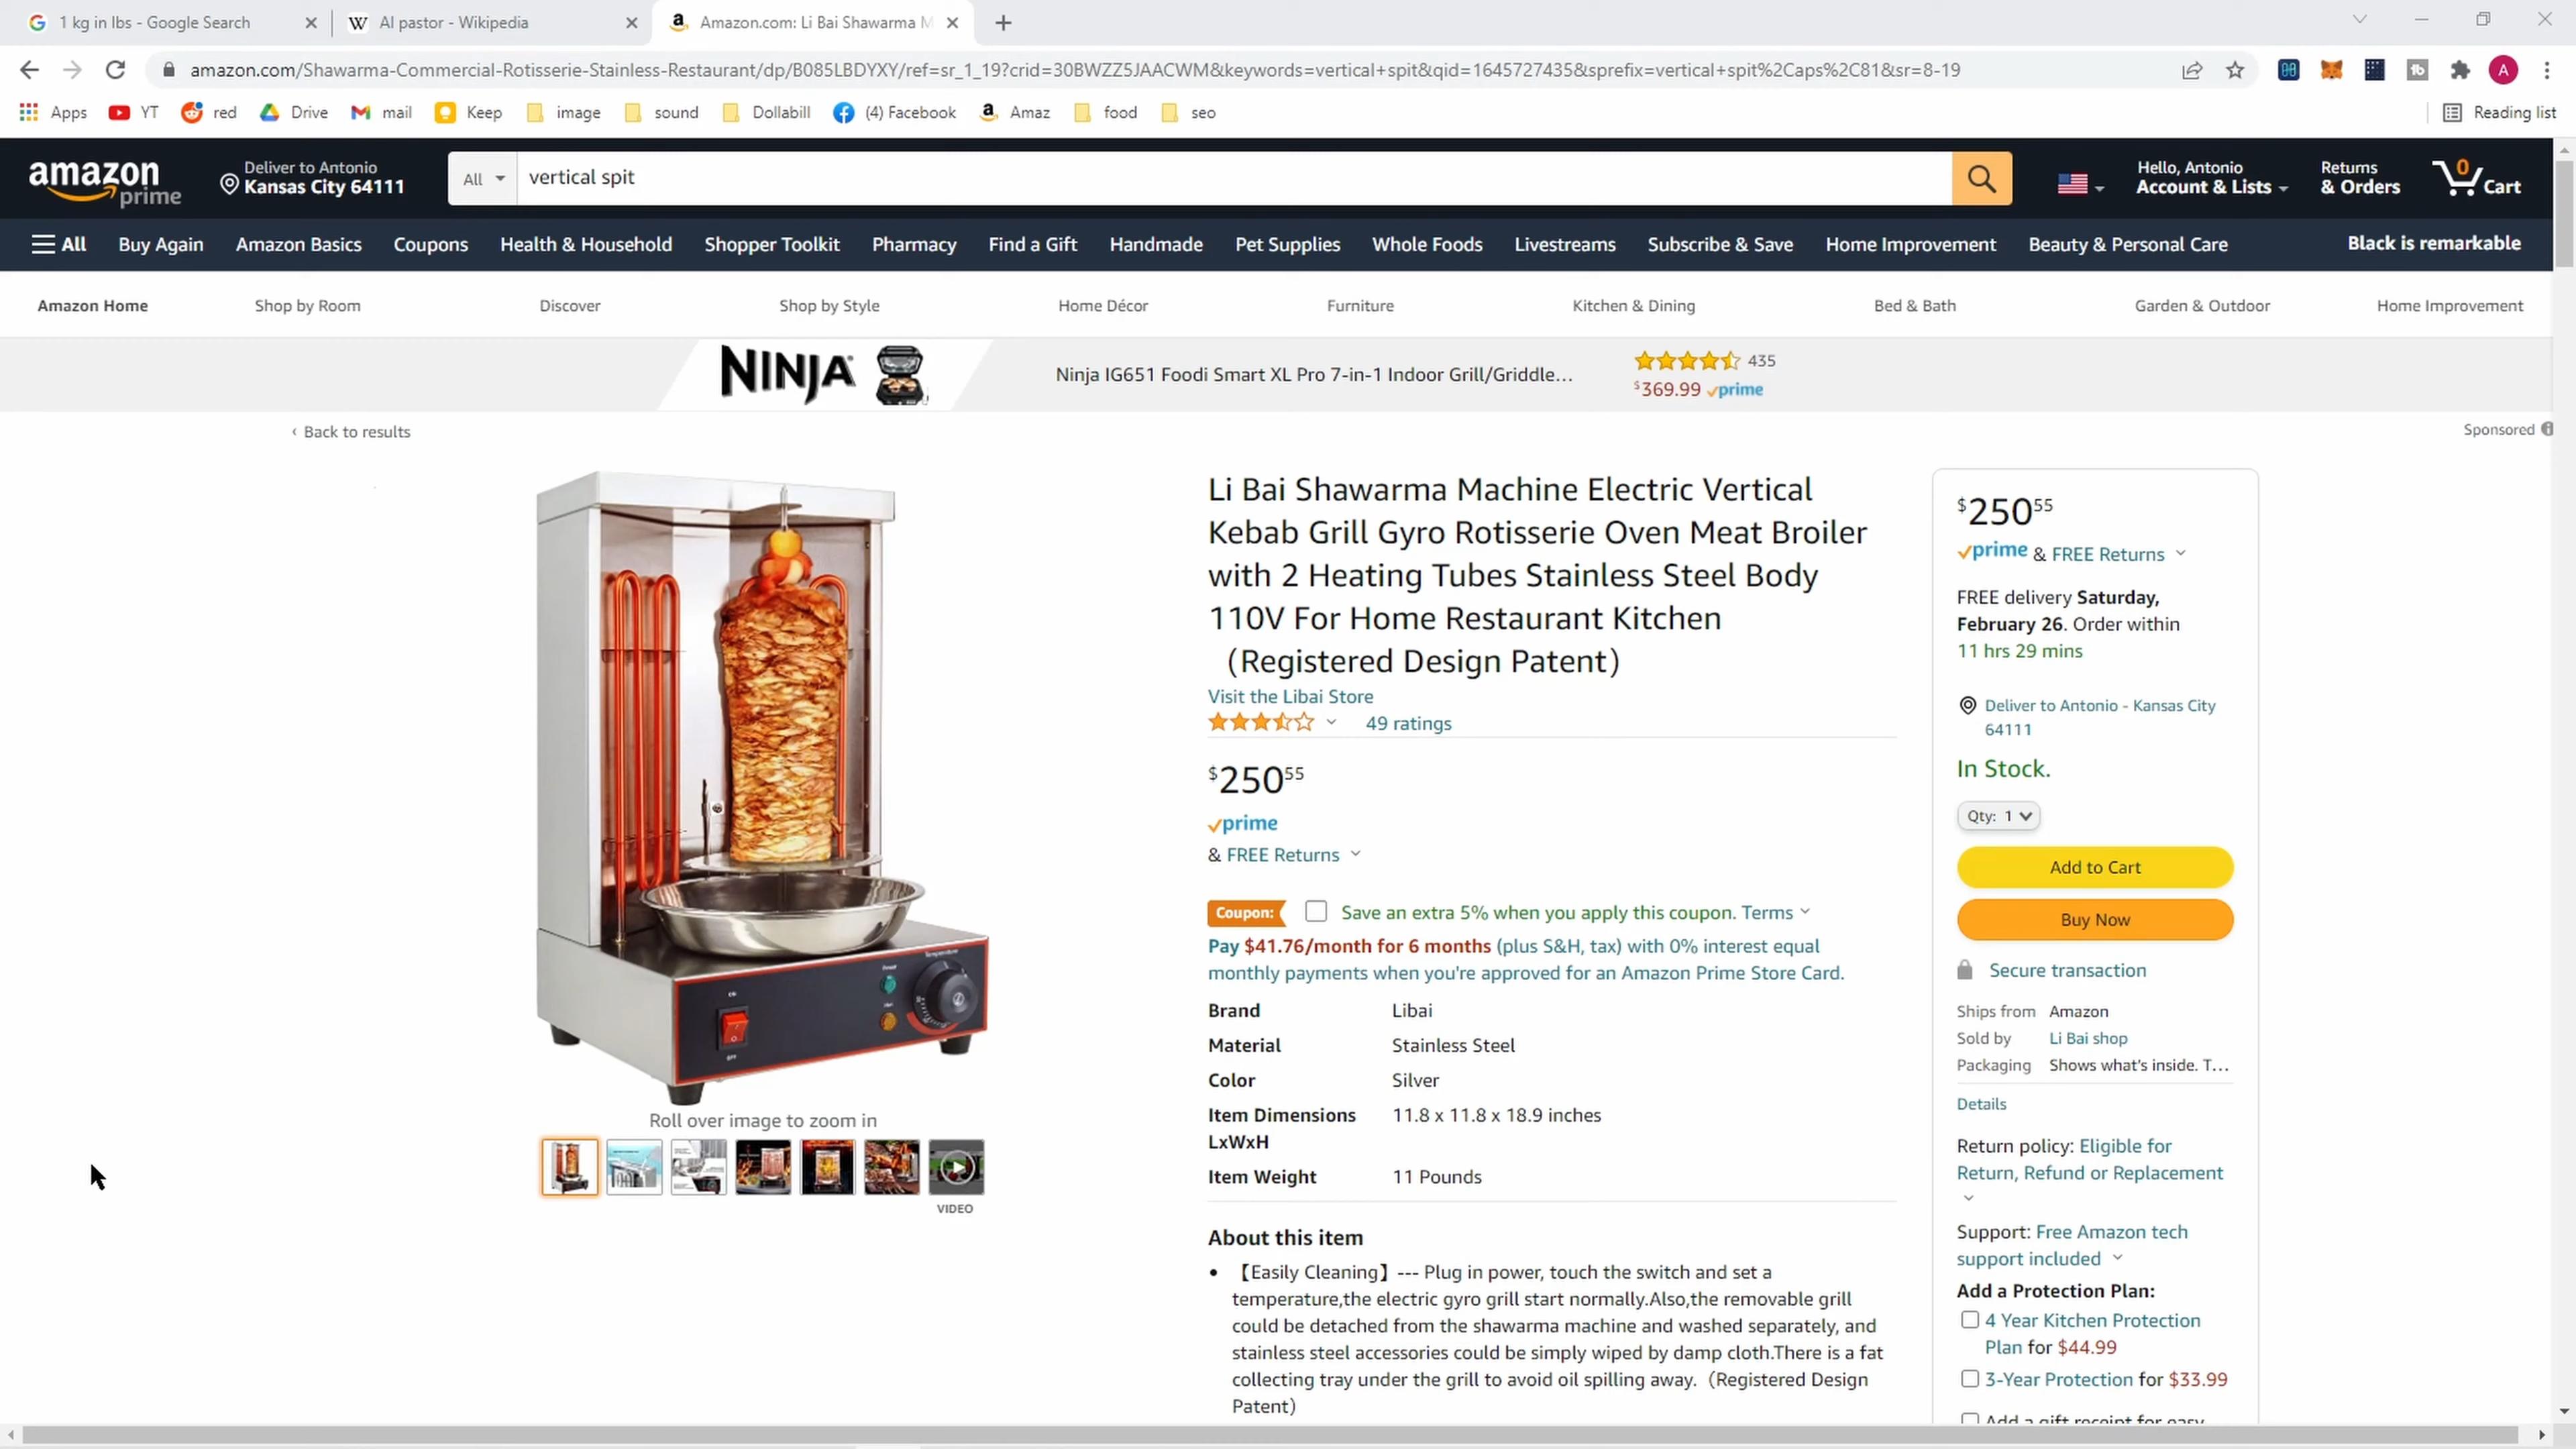 1 kg in lbs - Google Search
Al pastor - Wikipedia
Amazon.com: Li Bai Shawarma M
amazon.com/Shawarma-Commercial-Rotisserie-Stainless-Restaurant/dp/B085LBDYXY/ref=sr_1_19?crid=30BWZZ5JAACWM&keywords=vertical+spit&qid=1645727435&sprefix=vertical+spit%2Caps%2C81&sr=8-19
Apps YT red Drive mail Keep image sound Dollabill (4) Facebook Amaz food seo Reading list
amazon prime
Deliver to Antonio
Kansas City 64111
All vertical spit
Hello, Antonio
Account & Lists
Returns
& Orders
0
Cart
All Buy Again Amazon Basics Coupons Health & Household Shopper Toolkit Pharmacy Find a Gift Handmade Pet Supplies Whole Foods Livestreams Subscribe & Save Home Improvement Beauty & Personal Care Black is remarkable
Amazon Home Shop by Room Discover Shop by Style Home Décor Furniture Kitchen & Dining Bed & Bath Garden & Outdoor Home Improvement
NINJA
Ninja IG651 Foodi Smart XL Pro 7-in-1 Indoor Grill/Griddle...
435
$369.99 prime
‹ Back to results
Sponsored
Roll over image to zoom in
VIDEO
Li Bai Shawarma Machine Electric Vertical
Kebab Grill Gyro Rotisserie Oven Meat Broiler
with 2 Heating Tubes Stainless Steel Body
110V For Home Restaurant Kitchen
（Registered Design Patent）
Visit the Libai Store
49 ratings
$250 55
prime
& FREE Returns
Coupon: Save an extra 5% when you apply this coupon. Terms
Pay $41.76/month for 6 months (plus S&H, tax) with 0% interest equal
monthly payments when you're approved for an Amazon Prime Store Card.
Brand Libai
Material Stainless Steel
Color Silver
Item Dimensions 11.8 x 11.8 x 18.9 inches
LxWxH
Item Weight 11 Pounds
About this item
• 【Easily Cleaning】--- Plug in power, touch the switch and set a
temperature,the electric gyro grill start normally.Also,the removable grill
could be detached from the shawarma machine and washed separately, and
stainless steel accessories could be simply wiped by damp cloth.There is a fat
collecting tray under the grill to avoid oil spilling away.（Registered Design
Patent）
$250 55
prime & FREE Returns
FREE delivery Saturday,
February 26. Order within
11 hrs 29 mins
Deliver to Antonio - Kansas City
64111
In Stock.
Qty: 1
Add to Cart
Buy Now
Secure transaction
Ships from Amazon
Sold by Li Bai shop
Packaging Shows what's inside. T...
Details
Return policy: Eligible for
Return, Refund or Replacement
Support: Free Amazon tech
support included
Add a Protection Plan:
4 Year Kitchen Protection
Plan for $44.99
3-Year Protection for $33.99
Add a gift receipt for easy